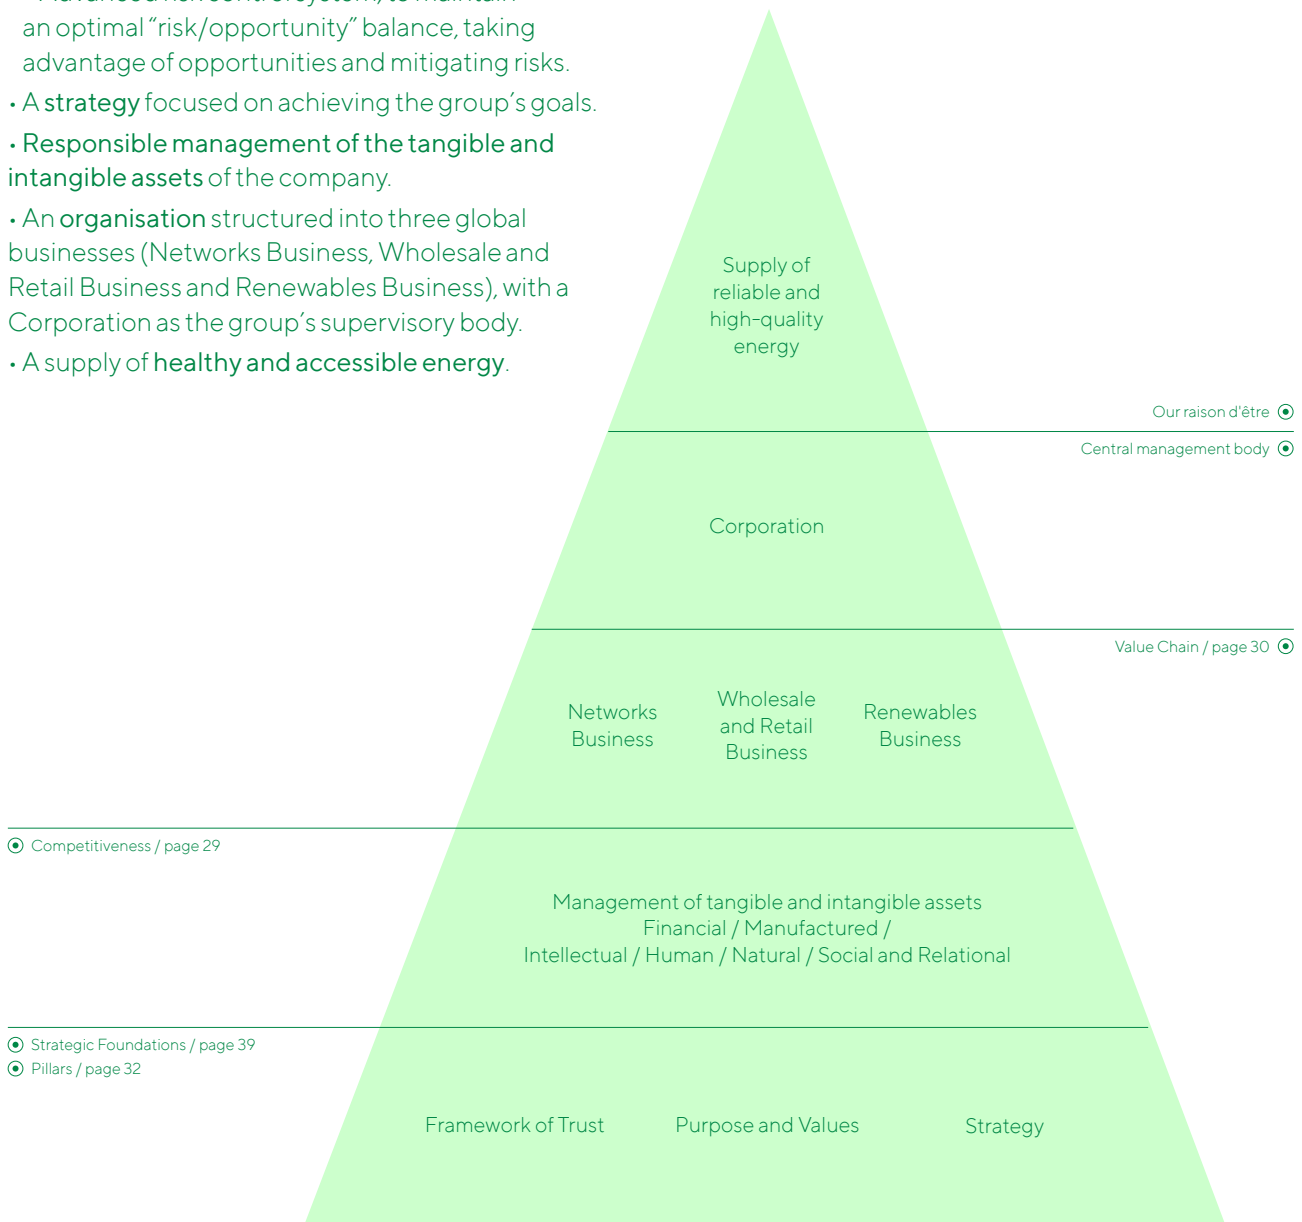 an optimal “risk/opportunity” balance, taking
advantage of opportunities and mitigating risks.
• A strategy focused on achieving the group’s goals.
• Responsible management of the tangible and
intangible assets of the company.
• An organisation structured into three global
businesses (Networks Business, Wholesale and
Retail Business and Renewables Business), with a
Corporation as the group’s supervisory body.
• A supply of healthy and accessible energy.
Supply of
reliable and
high-quality
energy
Our raison d'être
Central management body
Corporation
Value Chain / page 30
Networks
Business
Wholesale
and Retail
Business
Renewables
Business
Competitiveness / page 29
Management of tangible and intangible assets
Financial / Manufactured /
Intellectual / Human / Natural / Social and Relational
Strategic Foundations / page 39
Pillars / page 32
Framework of Trust
Purpose and Values
Strategy